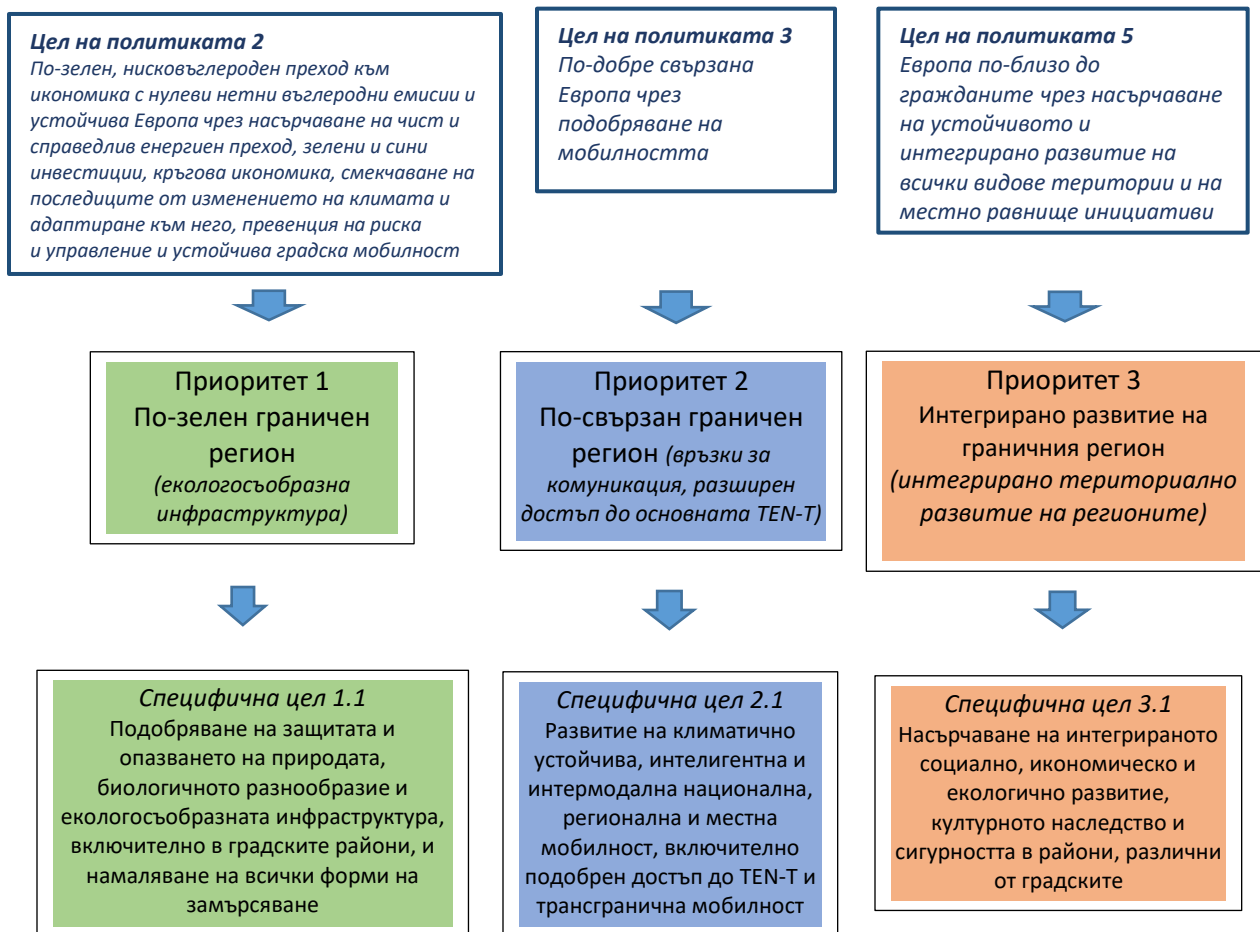 Цел на политиката 2
По-зелен, нисковъглероден преход към
икономика с нулеви нетни въглеродни емисии и
устойчива Европа чрез насърчаване на чист и
справедлив енергиен преход, зелени и сини
инвестиции, кръгова икономика, смекчаване на
последиците от изменението на климата и
адаптиране към него, превенция на риска
и управление и устойчива градска мобилност
Цел на политиката 3
По-добре свързана
Европа чрез
подобряване на
мобилността
Цел на политиката 5
Европа по-близо до
гражданите чрез насърчаване
на устойчивото и
интегрирано развитие на
всички видове територии и на
местно равнище инициативи
Приоритет 1
По-зелен граничен
регион
(екологосъобразна
инфраструктура)
Приоритет 2
По-свързан граничен
регион (връзки за
комуникация, разширен
достъп до основната TEN-T)
Приоритет 3
Интегрирано развитие на
граничния регион
(интегрирано териториално
развитие на регионите)
Специфична цел 1.1
Подобряване на защитата и
опазването на природата,
биологичното разнообразие и
екологосъобразната инфраструктура,
включително в градските райони, и
намаляване на всички форми на
замърсяване
Специфична цел 2.1
Развитие на климатично
устойчива, интелигентна и
интермодална национална,
регионална и местна
мобилност, включително
подобрен достъп до TEN-T и
трансгранична мобилност
Специфична цел 3.1
Насърчаване на интегрираното
социално, икономическо и
екологично развитие,
културното наследство и
сигурността в райони, различни
от градските